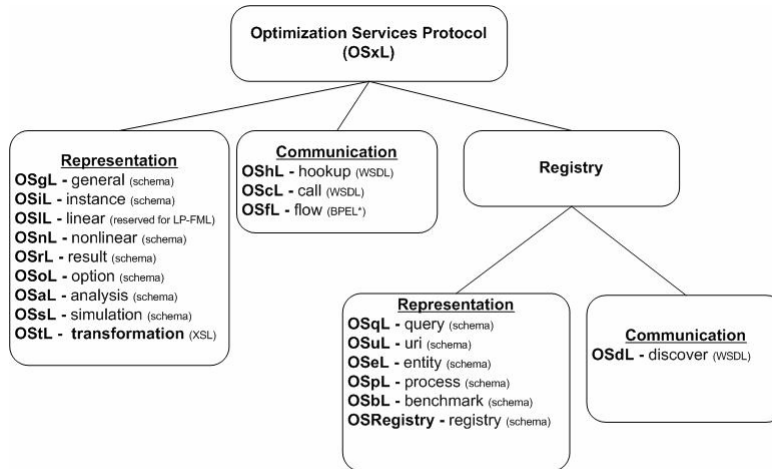 Optimization Services Protocol
(OSxL)
Representation
OSgL - general (schema)
OSiL - instance (schema)
OSlL - linear (reserved for LP-FML)
OSnL - nonlinear (schema)
OSrL - result (schema)
OSoL - option (schema)
OSaL - analysis (schema)
OSsL - simulation (schema)
OStL - transformation (XSL)
Communication
OShL - hookup (WSDL)
OScL - call (WSDL)
OSfL - flow (BPEL*)
Registry
Representation
OSqL - query (schema)
OSuL - uri (schema)
OSeL - entity (schema)
OSpL - process (schema)
OSbL - benchmark (schema)
OSRegistry - registry (schema)
Communication
OSdL - discover (WSDL)